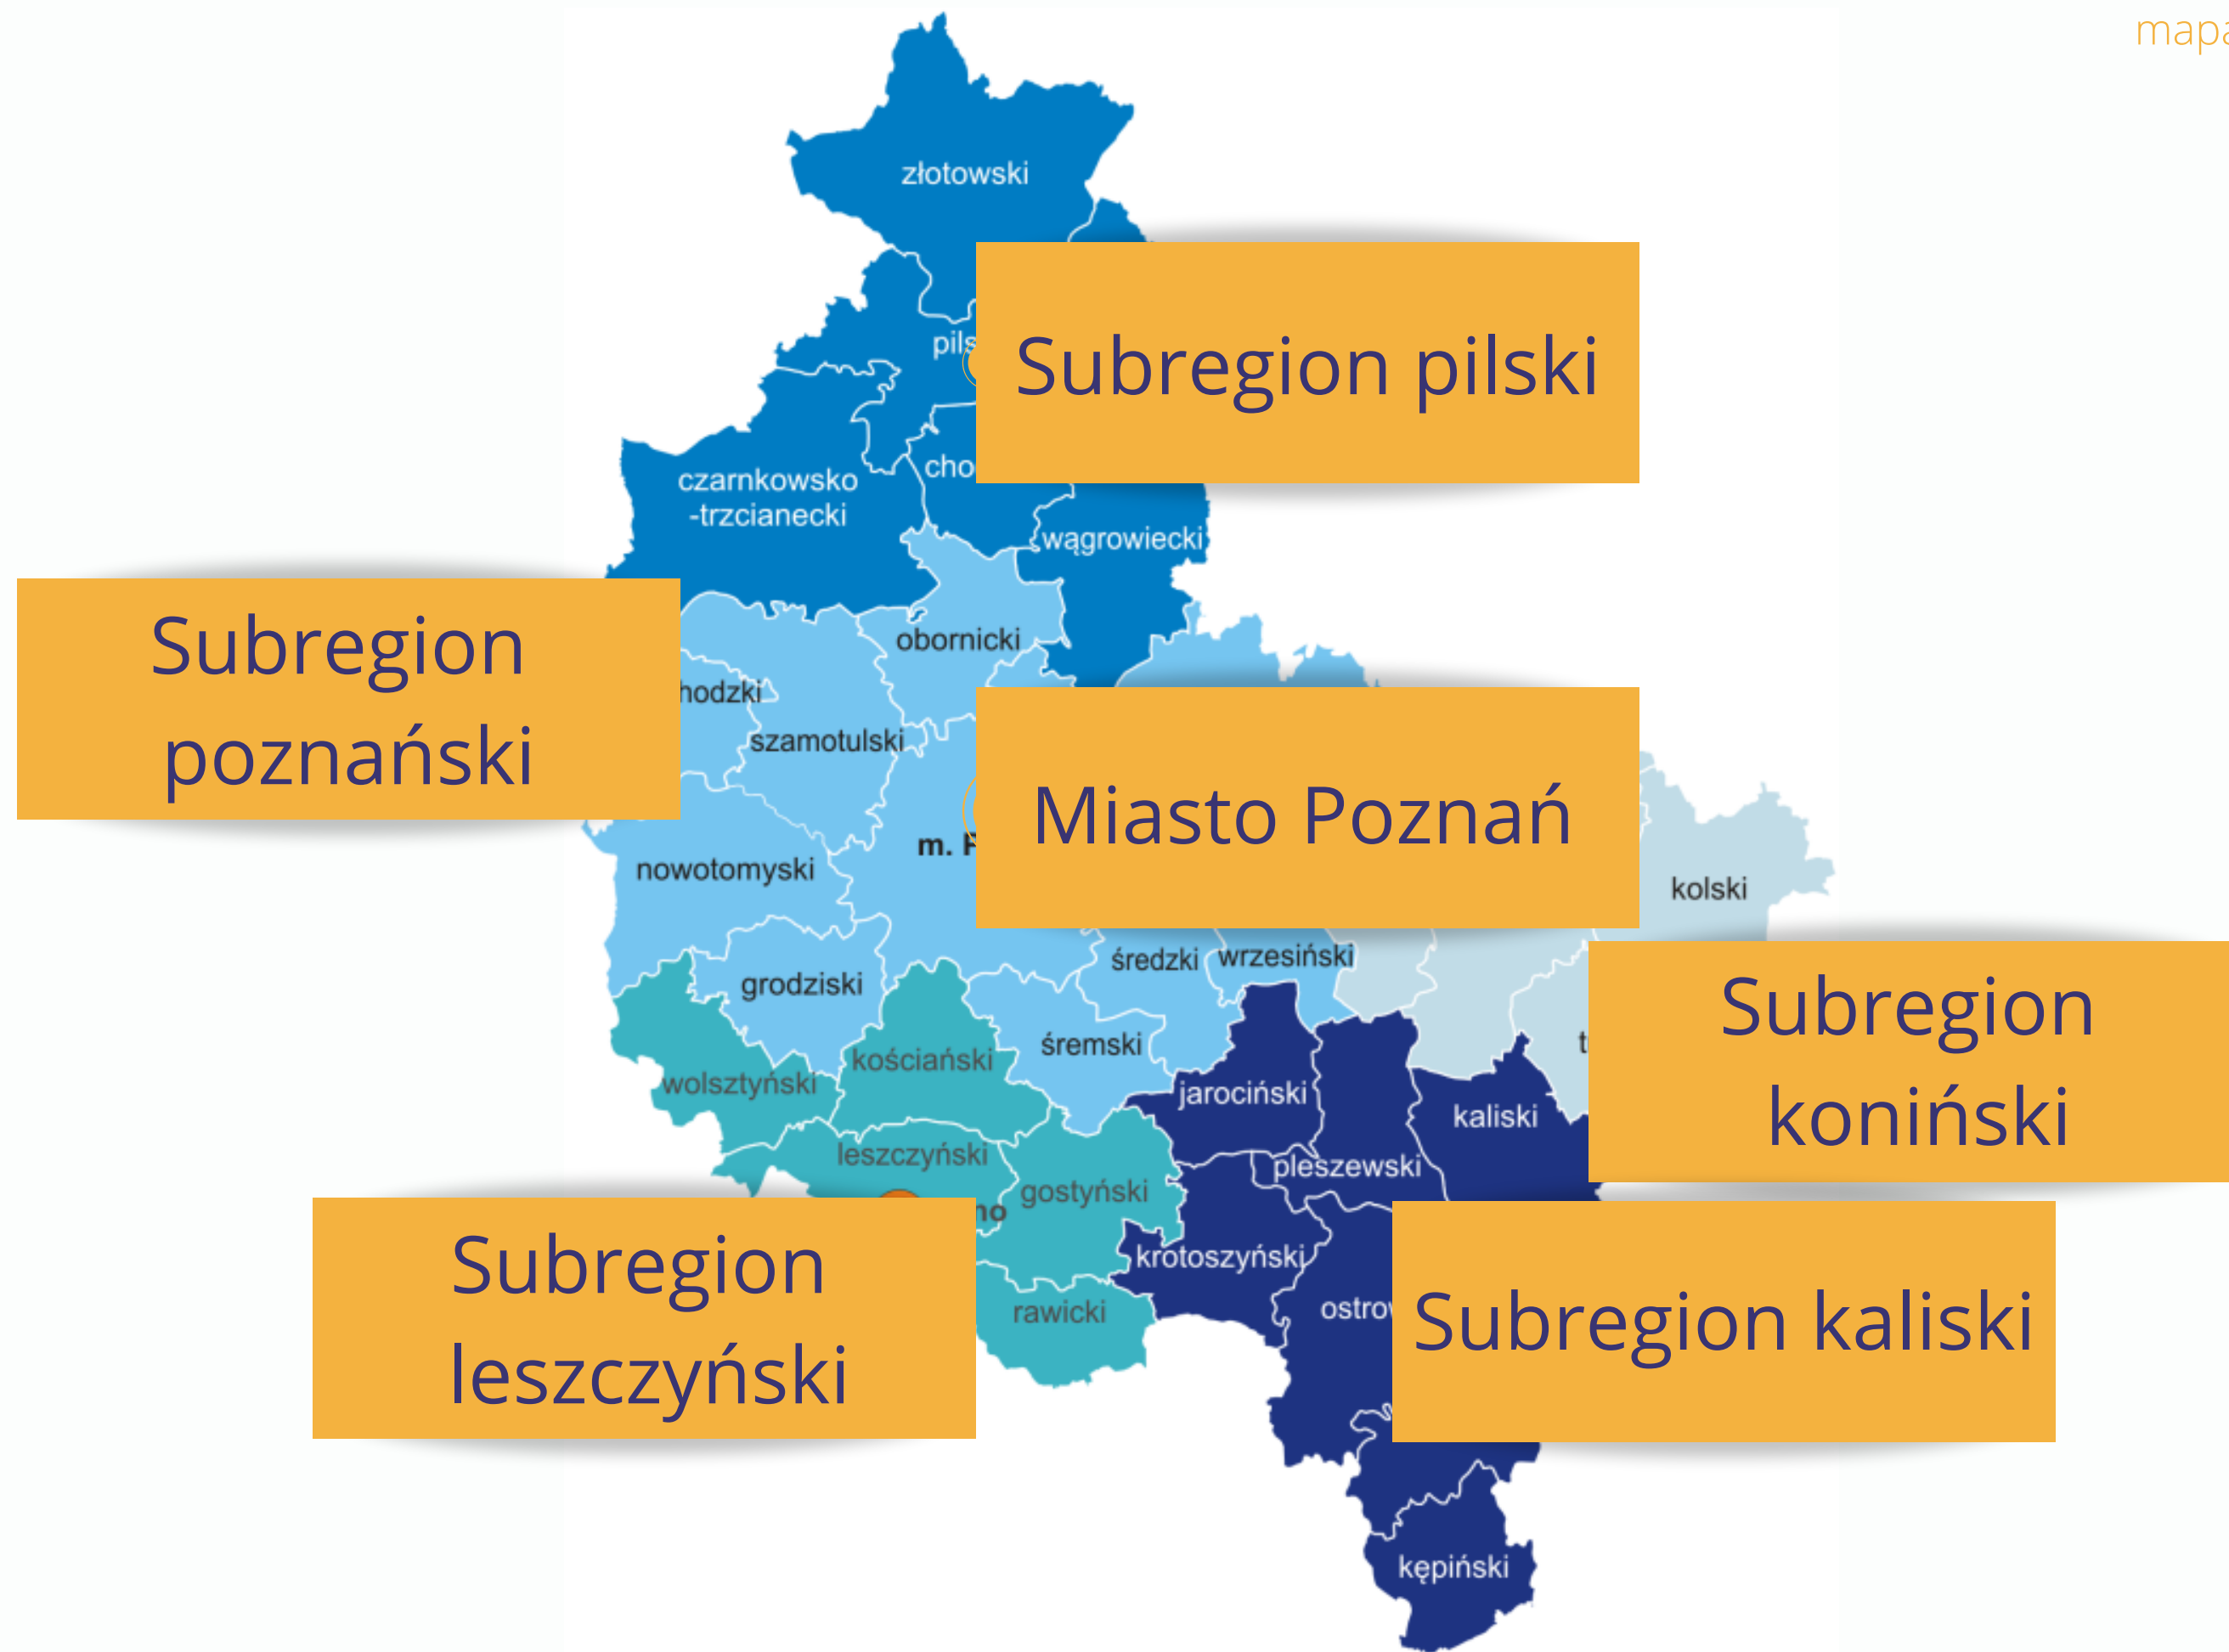 złotowski
Subregion pilski
czarnkowsko
-trzcianecki
wągrowiecki
Subregion
poznański
obornicki
szamotulski
Miasto Poznań
m.
nowotomyski
kolski
średzki
wrzesiński
grodziski
Subregion
koniński
śremski
kościański
wolsztyński
jarociński
kaliski
leszczyński
pleszewski
gostyński
Subregion
leszczyński
krotoszyński
rawicki
Subregion kaliski
kępiński